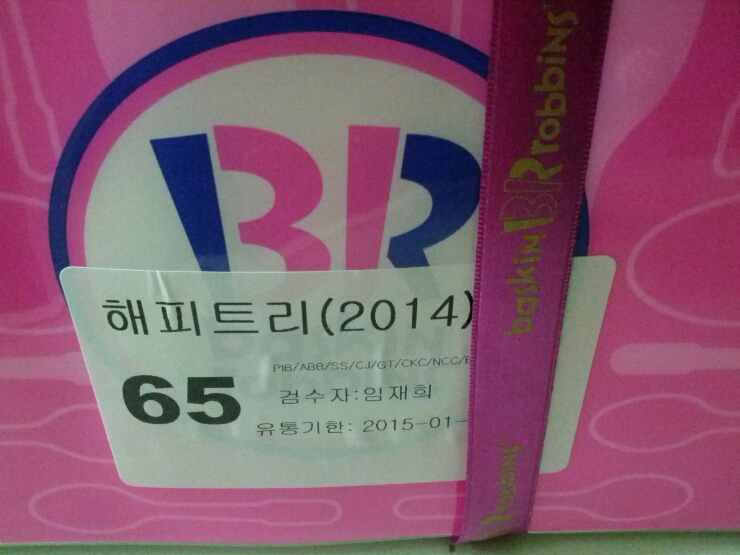 BR
baskin BR robbins
해피트리(2014)
PIB/ABB/SS/CJ/GT/CKC/NCC/
65
검수자:임재희
유통기한: 2015-01-
robbins